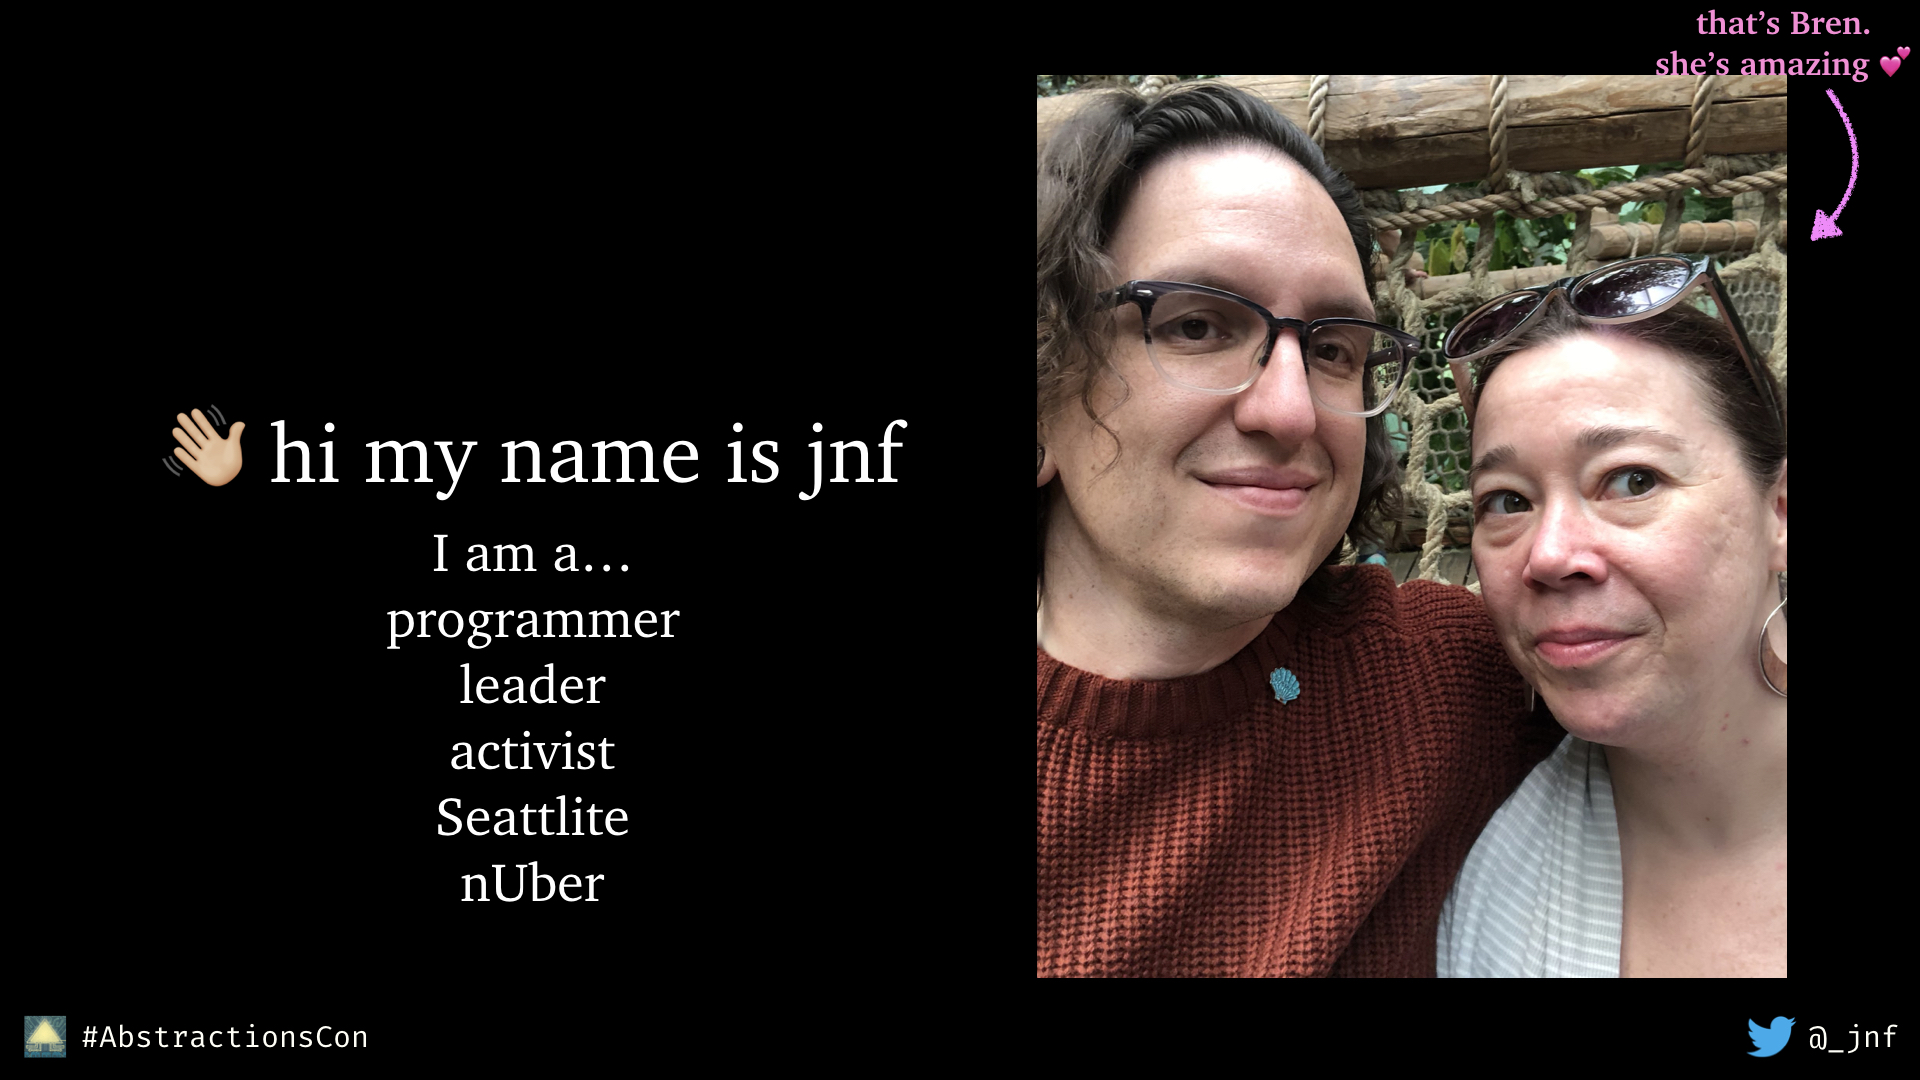 that’s Bren.
she’s amazing 💕
👋🏼 hi my name is jnf
I am a…
programmer
leader
activist
Seattlite
nUber
#AbstractionsCon
@_jnf